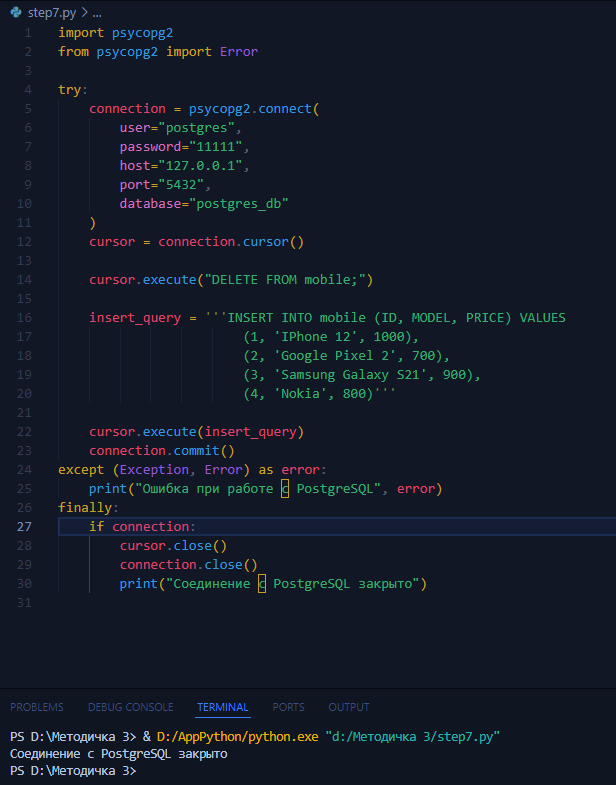 step7.py > ...
1 import psycopg2
2 from psycopg2 import Error
3
4 try:
5 connection = psycopg2.connect(
6 user="postgres",
7 password="11111",
8 host="127.0.0.1",
9 port="5432",
10 database="postgres_db"
11 )
12 cursor = connection.cursor()
13
14 cursor.execute("DELETE FROM mobile;")
15
16 insert_query = '''INSERT INTO mobile (ID, MODEL, PRICE) VALUES
17 (1, 'IPhone 12', 1000),
18 (2, 'Google Pixel 2', 700),
19 (3, 'Samsung Galaxy S21', 900),
20 (4, 'Nokia', 800)'''
21
22 cursor.execute(insert_query)
23 connection.commit()
24 except (Exception, Error) as error:
25 print("Ошибка при работе с PostgreSQL", error)
26 finally:
27 if connection:
28 cursor.close()
29 connection.close()
30 print("Соединение с PostgreSQL закрыто")
31
PROBLEMS DEBUG CONSOLE TERMINAL PORTS OUTPUT
PS D:\Методичка 3> & D:/AppPython/python.exe "d:/Методичка 3/step7.py"
Соединение с PostgreSQL закрыто
PS D:\Методичка 3>